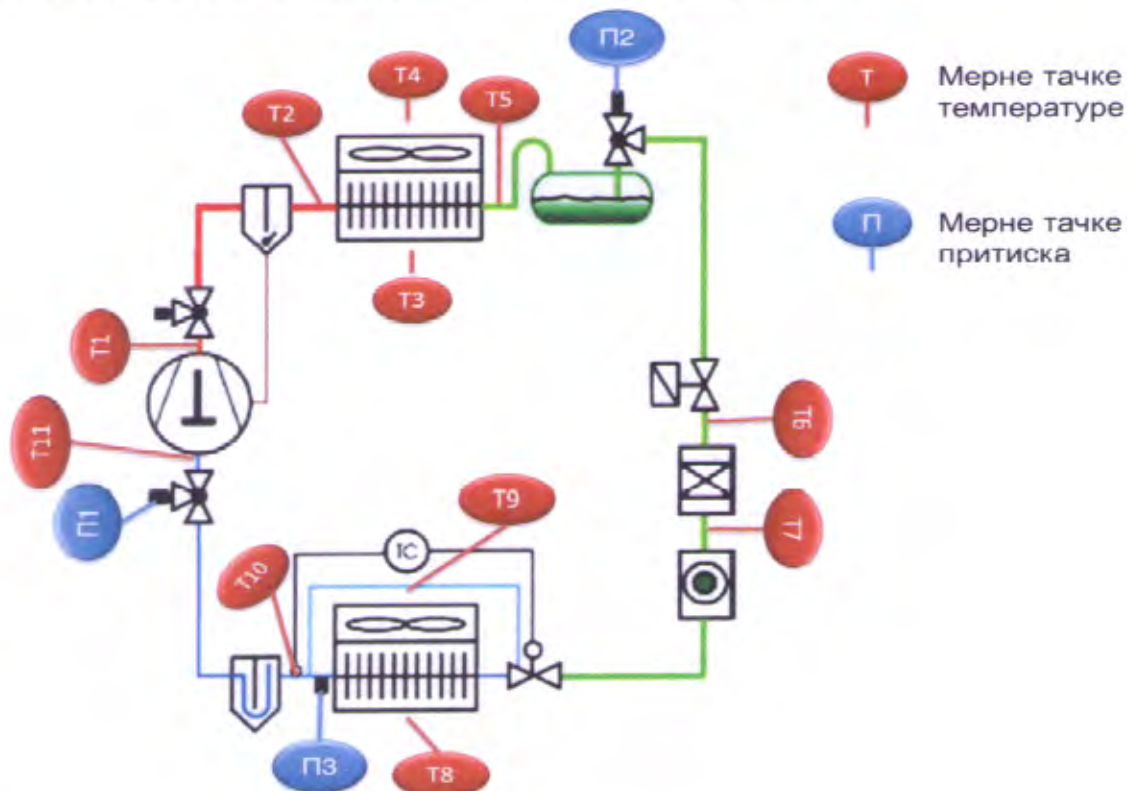 П2
Т4
Т5
Т2
Т
Мерне тачке
температуре
П
Мерне тачке
притиска
Т3
Т1
Т11
П1
Т6
Т7
Т9
1C
Т10
П3
Т8